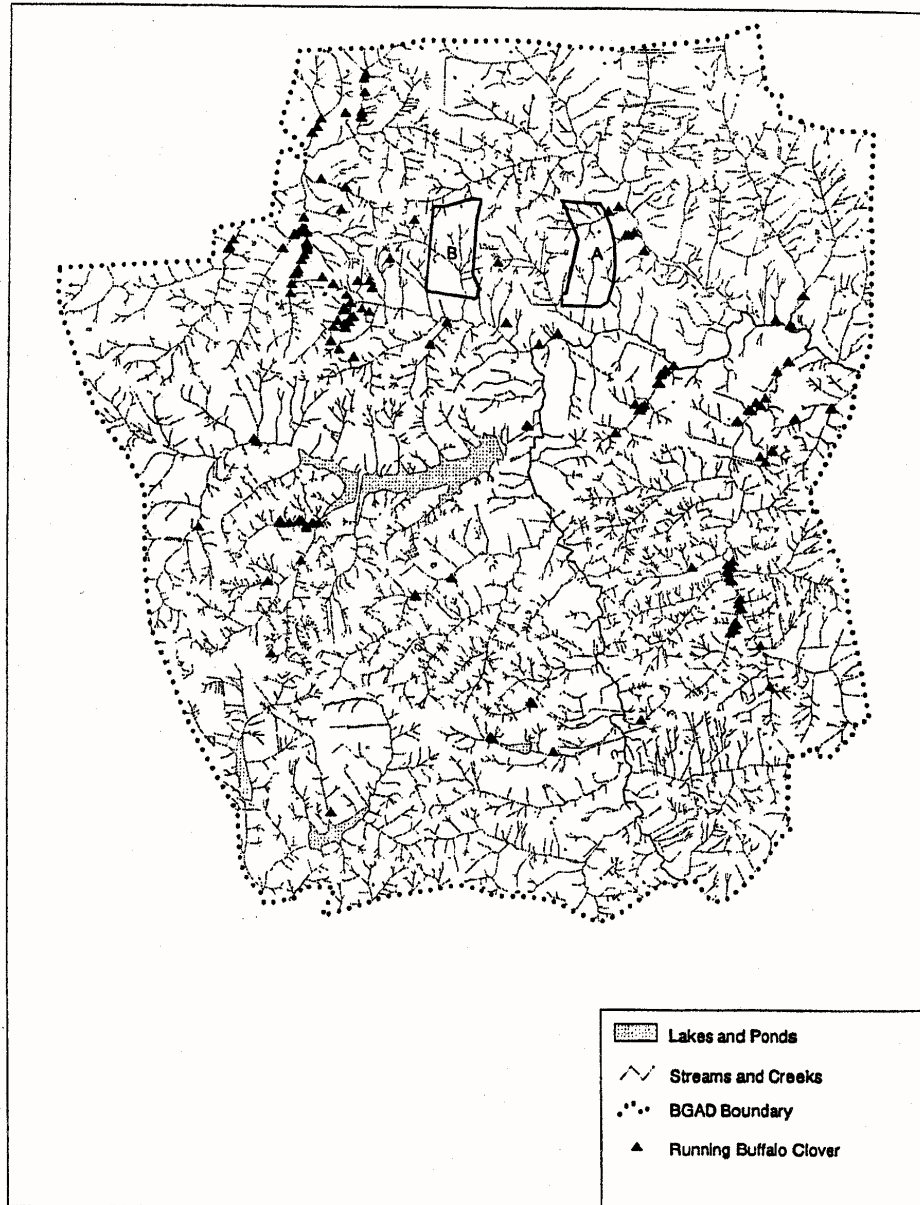 B
A
Lakes and Ponds
Streams and Creeks
BGAD Boundary
Running Buffalo Clover